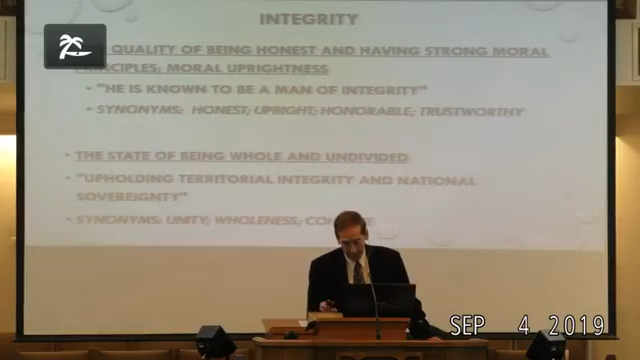 INTEGRITY
QUALITY OF BEING HONEST AND HAVING STRONG MORAL
PRINCIPLES: MORAL UPRIGHTNESS
• "HE IS KNOWN TO BE A MAN OF INTEGRITY"
• SYNONYMS: HONEST; UPRIGHT; HONORABLE; TRUSTWORTHY
• THE STATE OF BEING WHOLE AND UNDIVIDED
• "UPHOLDING TERRITORIAL INTEGRITY AND NATIONAL
SOVEREIGNTY"
• SYNONYMS: UNITY; WHOLENESS;
SEP 4 2019